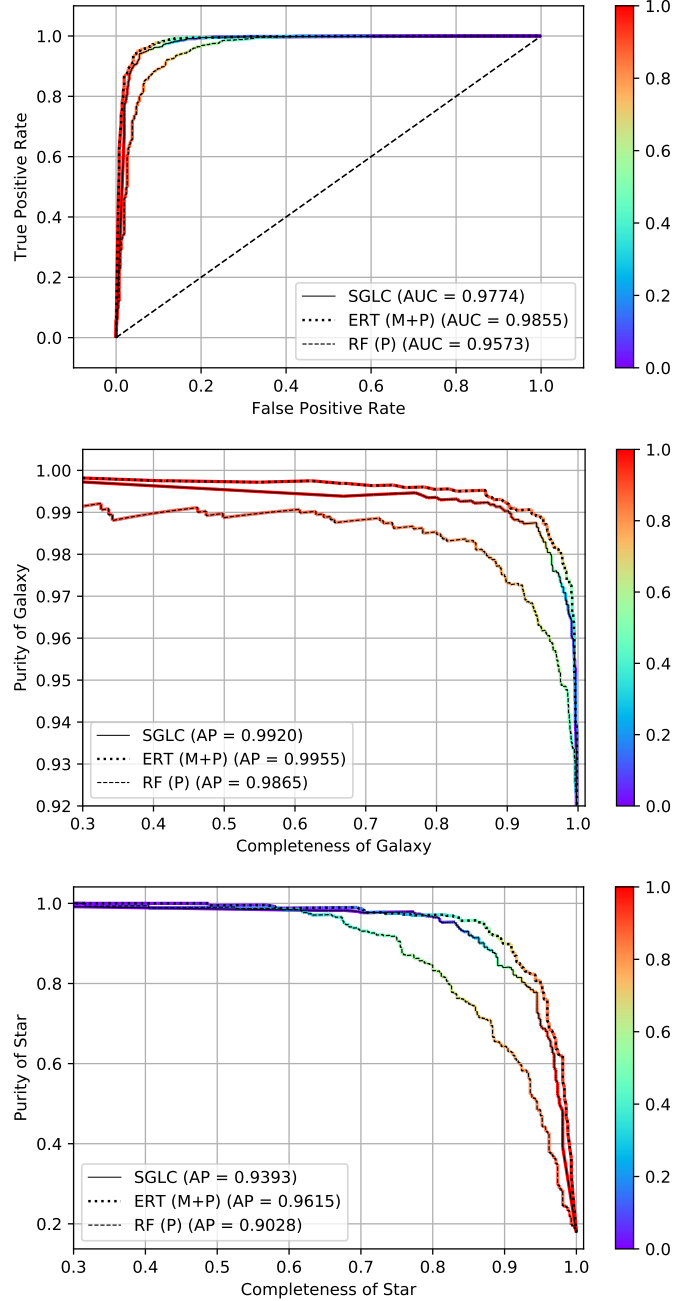 1.0
0.8
0.6
0.4
0.2
0.0
True Positive Rate
0.0 0.2 0.4 0.6 0.8 1.0
False Positive Rate
SGLC (AUC = 0.9774)
ERT (M+P) (AUC = 0.9855)
RF (P) (AUC = 0.9573)
1.0
0.8
0.6
0.4
0.2
0.0
1.00
0.99
0.98
0.97
0.96
0.95
0.94
0.93
0.92
Purity of Galaxy
0.3 0.4 0.5 0.6 0.7 0.8 0.9 1.0
Completeness of Galaxy
SGLC (AP = 0.9920)
ERT (M+P) (AP = 0.9955)
RF (P) (AP = 0.9865)
1.0
0.8
0.6
0.4
0.2
0.0
1.0
0.8
0.6
0.4
0.2
Purity of Star
0.3 0.4 0.5 0.6 0.7 0.8 0.9 1.0
Completeness of Star
SGLC (AP = 0.9393)
ERT (M+P) (AP = 0.9615)
RF (P) (AP = 0.9028)
1.0
0.8
0.6
0.4
0.2
0.0